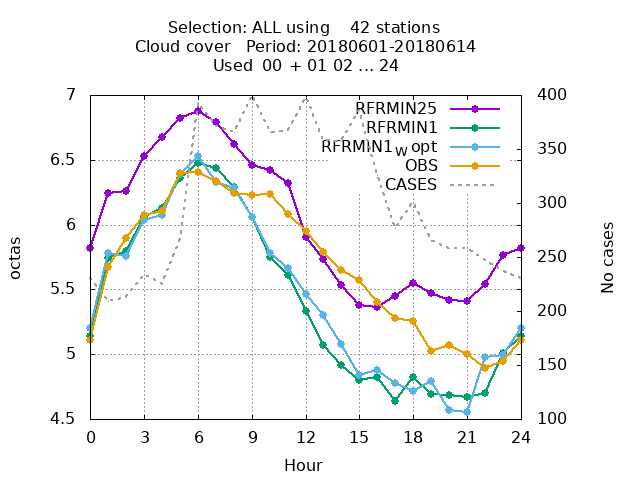 Selection: ALL using 42 stations
Cloud cover Period: 20180601-20180614
Used 00 + 01 02 ... 24
7
6.5
6
5.5
5
4.5
octas
400
350
300
250
200
150
100
No cases
RFRMIN25
RFRMIN1
RFRMIN1_w opt
OBS
CASES
0 3 6 9 12 15 18 21 24
Hour